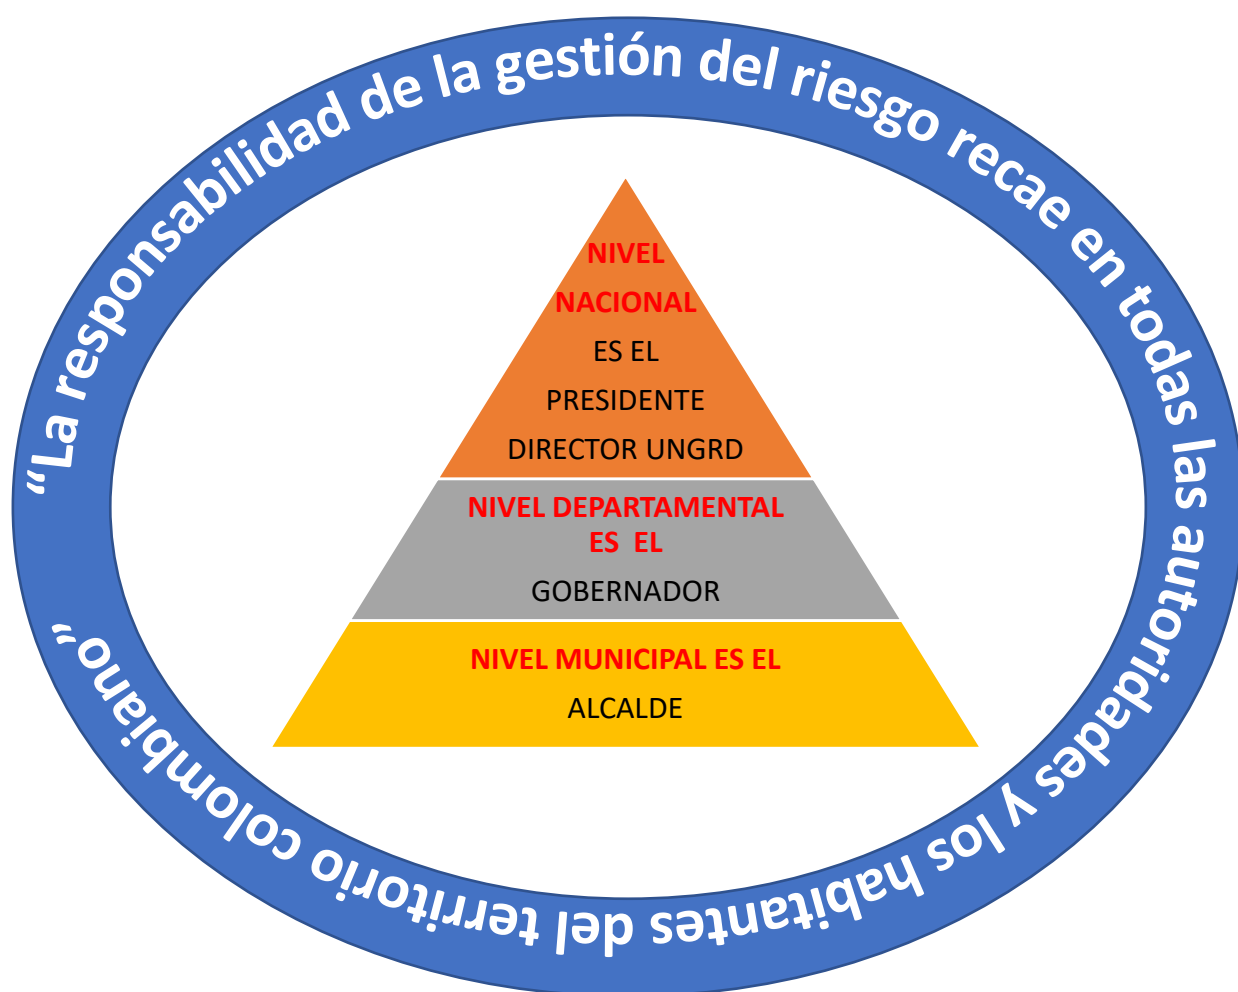 “La responsabilidad de la gestión del riesgo recae en todas las autoridades y los habitantes del territorio colombiano”
NIVEL
NACIONAL
ES EL
PRESIDENTE
DIRECTOR UNGRD
NIVEL DEPARTAMENTAL
ES EL
GOBERNADOR
NIVEL MUNICIPAL ES EL
ALCALDE